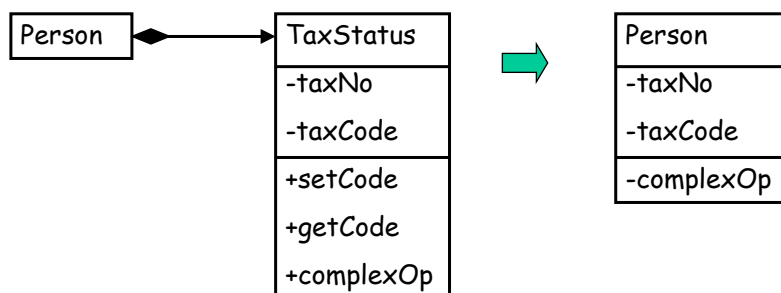 Person
TaxStatus
-taxNo
-taxCode
+setCode
+getCode
+complexOp
Person
-taxNo
-taxCode
-complexOp